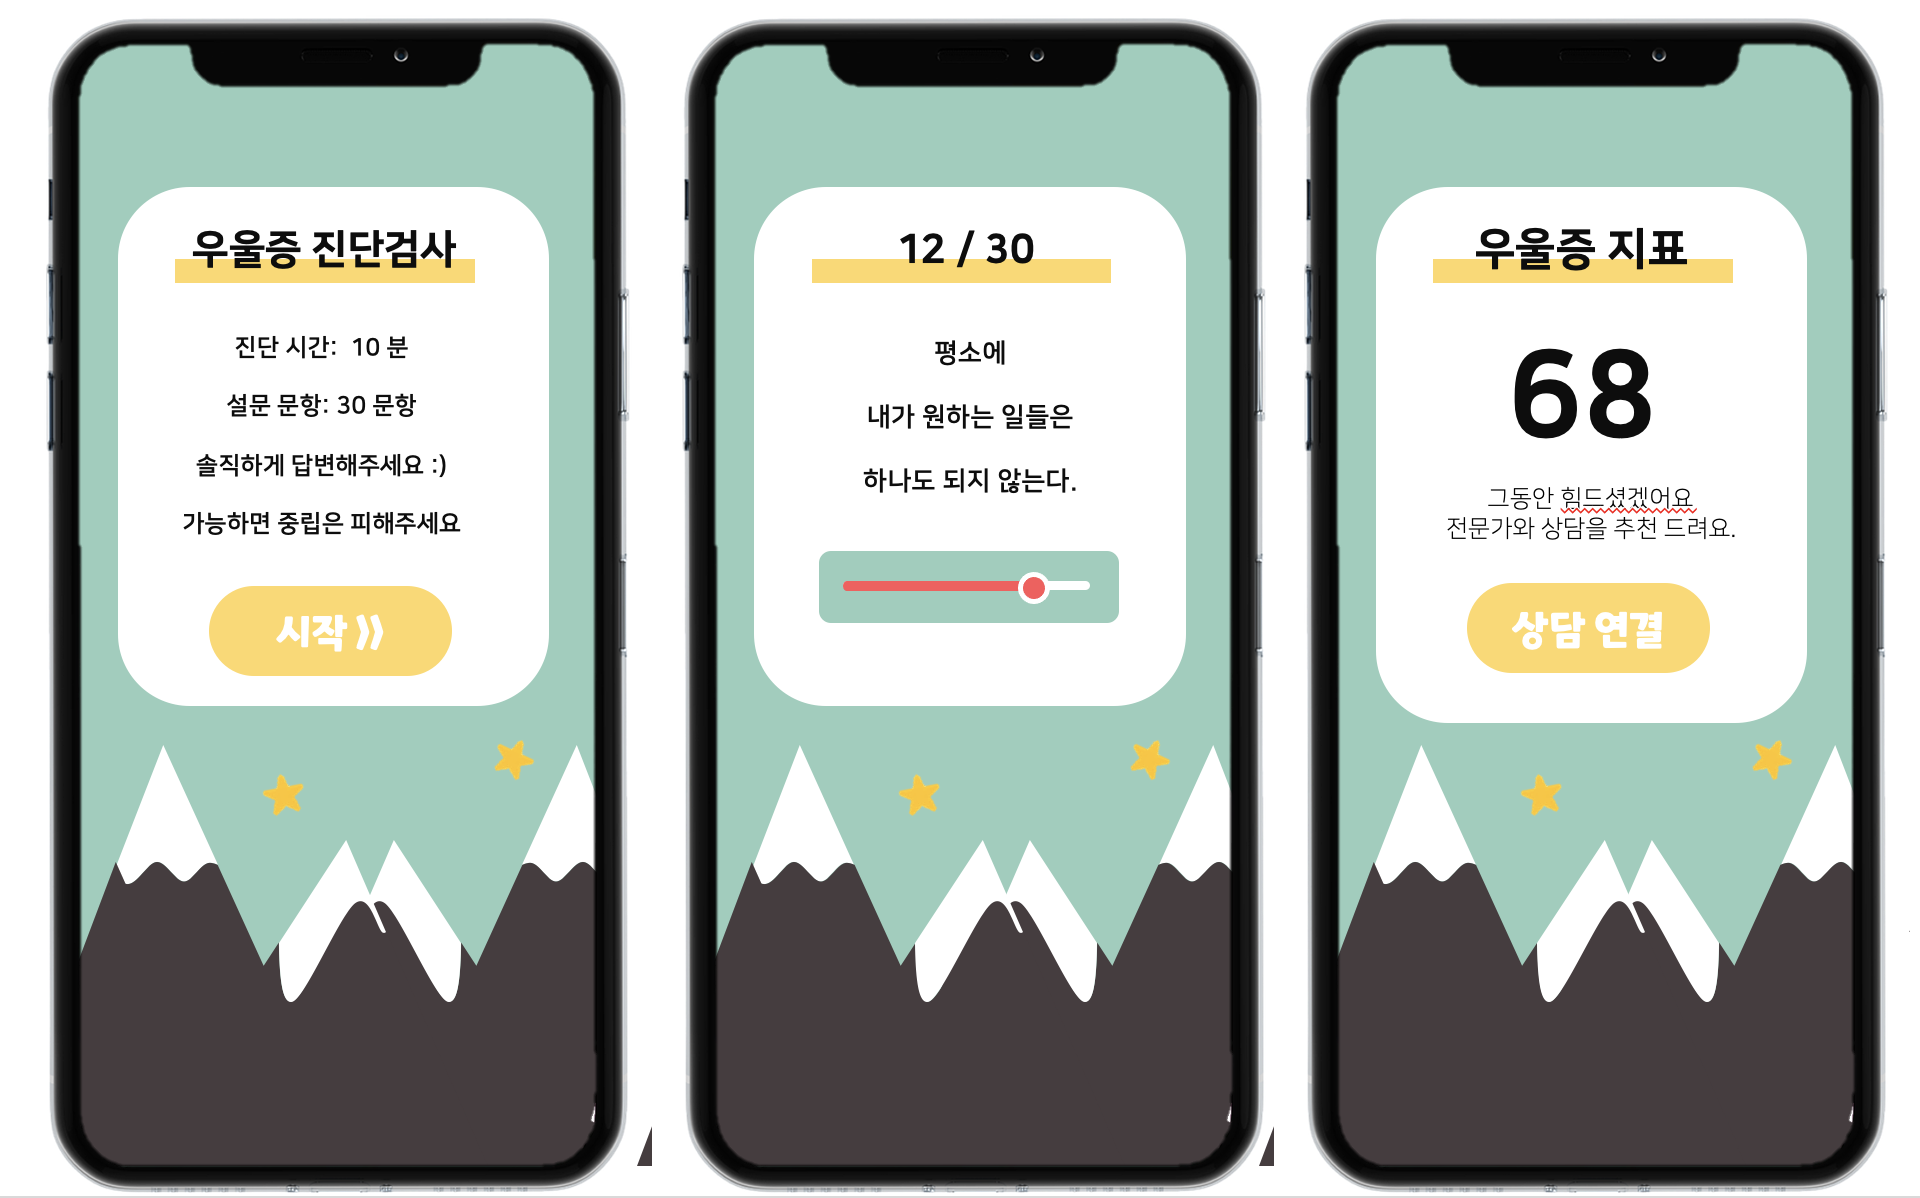 우울증 진단검사
진단 시간: 10 분
설문 문항: 30 문항
솔직하게 답변해주세요 :)
가능하면 중립은 피해주세요
시작 》
12 / 30
평소에
내가 원하는 일들은
하나도 되지 않는다.
우울증 지표
68
그동안 힘드셨겠어요
전문가와 상담을 추천 드려요.
상담 연결